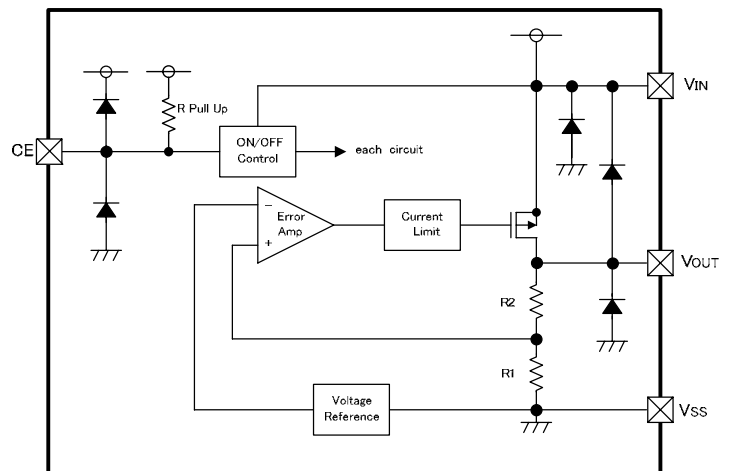 VIN
R Pull Up
CE
ON/OFF
Control
each circuit
−
Error
Amp
+
Current
Limit
VOUT
R2
R1
Voltage
Reference
VSS